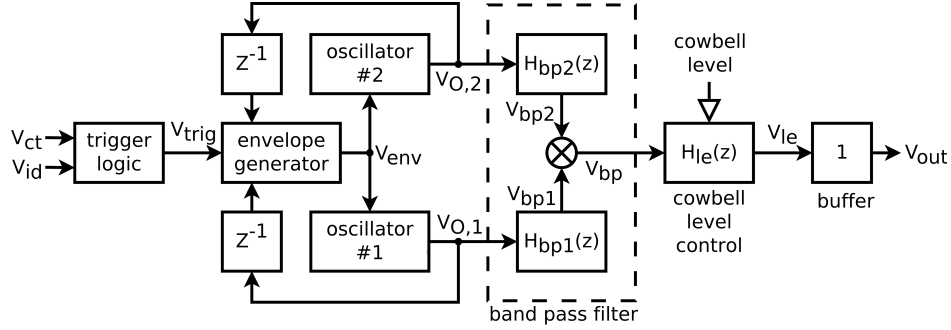 Z-1
oscillator
#2
VO,2
Hbp2(z)
cowbell
level
Vct
Vid
trigger
logic
Vtrig
envelope
generator
Venv
Vbp2
Vbp
Hle(z)
Vle
1
Vout
buffer
cowbell
level
control
Vbp1
Z-1
oscillator
#1
VO,1
Hbp1(z)
band pass filter